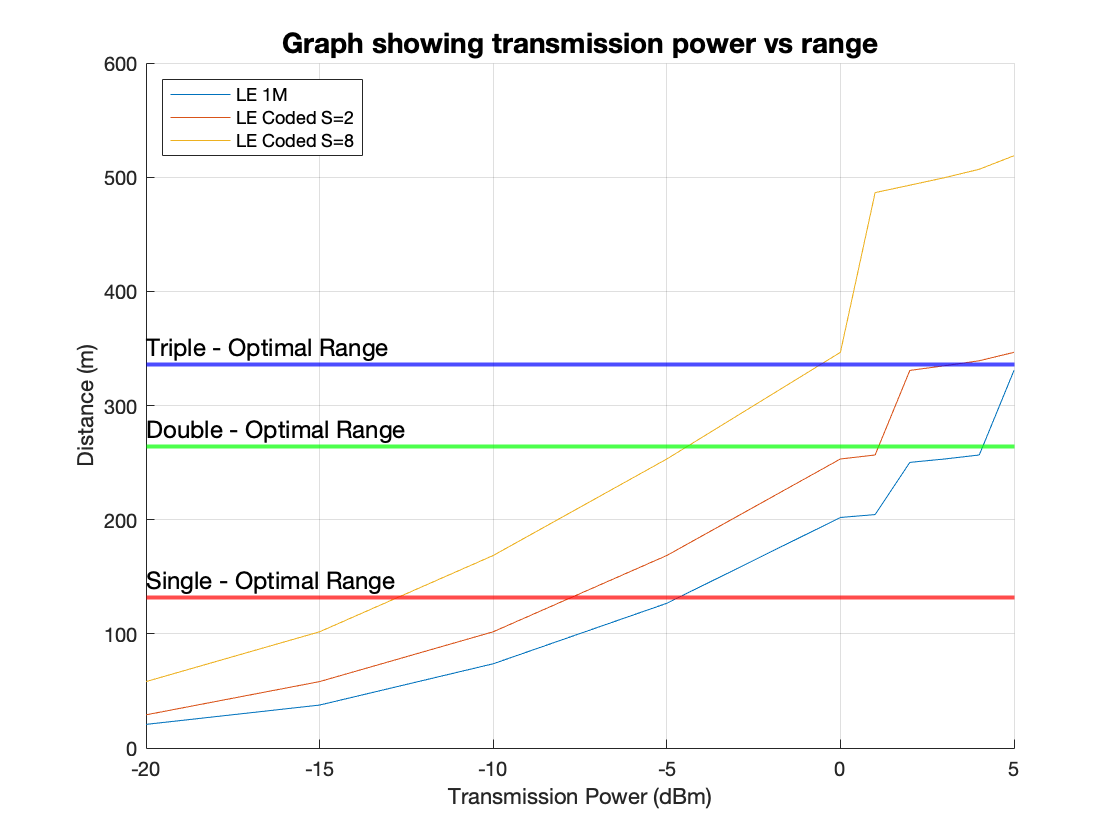 Graph showing transmission power vs range
600
500
400
300
200
100
0
Distance (m)
LE 1M
LE Coded S=2
LE Coded S=8
Triple - Optimal Range
Double - Optimal Range
Single - Optimal Range
-20
-15
-10
-5
0
5
Transmission Power (dBm)